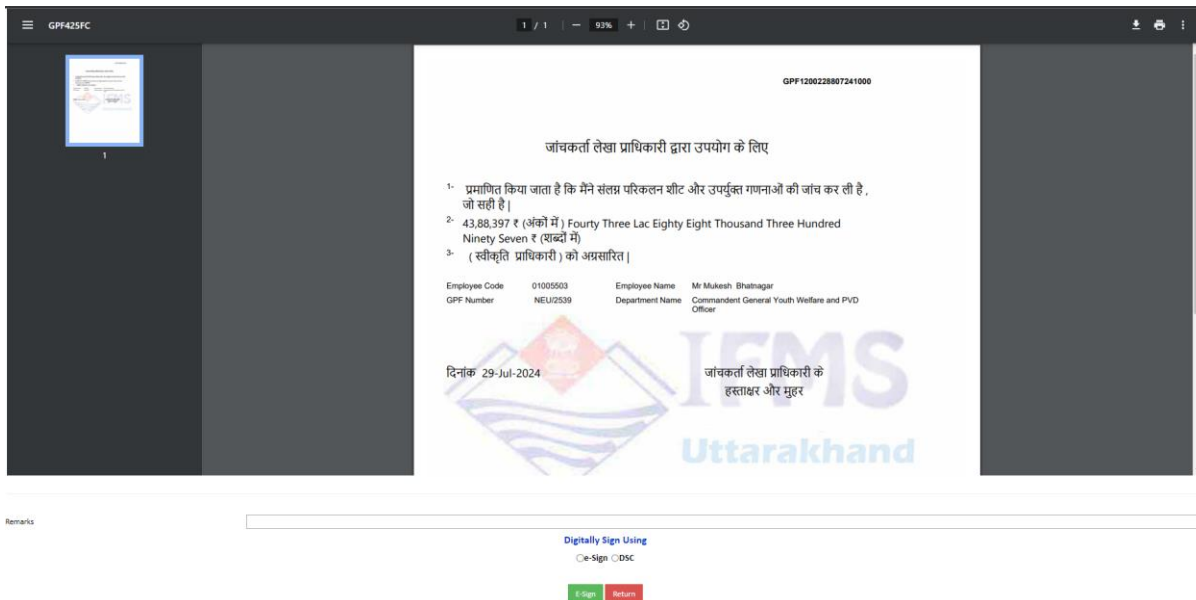 GPF425FC
1 / 1
93%
1
GPF1200228807241000
जांचकर्ता लेखा प्राधिकारी द्वारा उपयोग के लिए
1- प्रमाणित किया जाता है कि मैंने संलग्न परिकलन शीट और उपर्युक्त गणनाओं की जांच कर ली है ,
जो सही है |
2- 43,88,397 ₹ (अंकों में ) Fourty Three Lac Eighty Eight Thousand Three Hundred
Ninety Seven ₹ (शब्दों में)
3- ( स्वीकृति प्राधिकारी ) को अग्रसारित |
Employee Code 01005503 Employee Name Mr Mukesh Bhatnagar
GPF Number NEU/2539 Department Name Commandent General Youth Welfare and PVD
Officer
IFMS
दिनांक 29-Jul-2024 जांचकर्ता लेखा प्राधिकारी के
हस्ताक्षर और मुहर
Uttarakhand
Remarks
Digitally Sign Using
e-Sign DSC
E-Sign Return